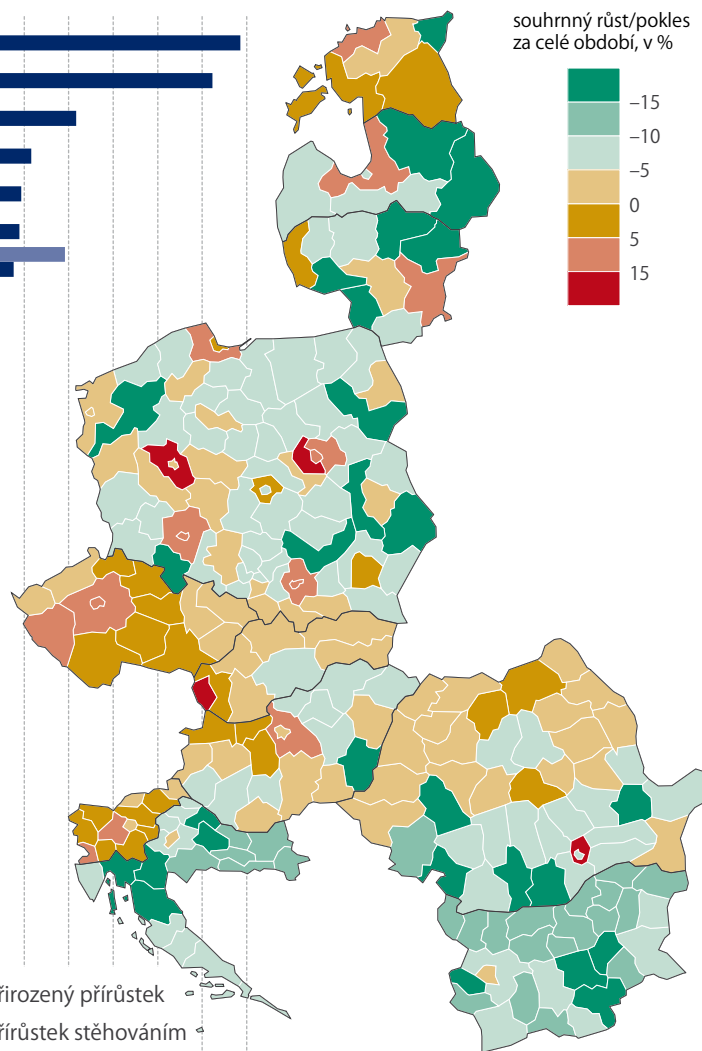 souhrnný růst/pokles
za celé období, v %
–15
–10
–5
0
5
15
řirozený přírůstek
řírůstek stěhováním